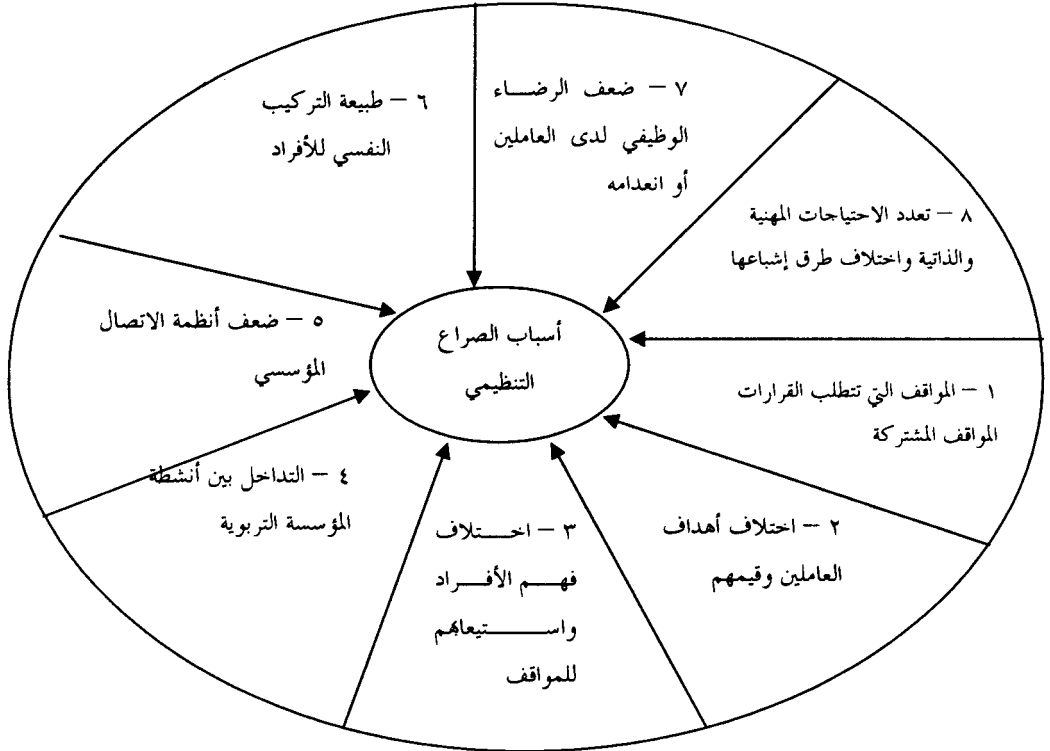 أسباب الصراع
التنظيمي
١ – المواقف التي تتطلب القرارات
المواقف المشتركة
٢ – اختلاف أهداف
العاملين وقيمهم
٣ – اختلاف
فهم الأفراد
واستيعابهم
للمواقف
٤ – التداخل بين أنشطة
المؤسسة التربوية
٥ – ضعف أنظمة الاتصال
المؤسسي
٦ – طبيعة التركيب
النفسي للأفراد
٧ – ضعف الرضاء
الوظيفي لدى العاملين
أو انعدامه
٨ – تعدد الاحتياجات المهنية
والذاتية واختلاف طرق إشباعها